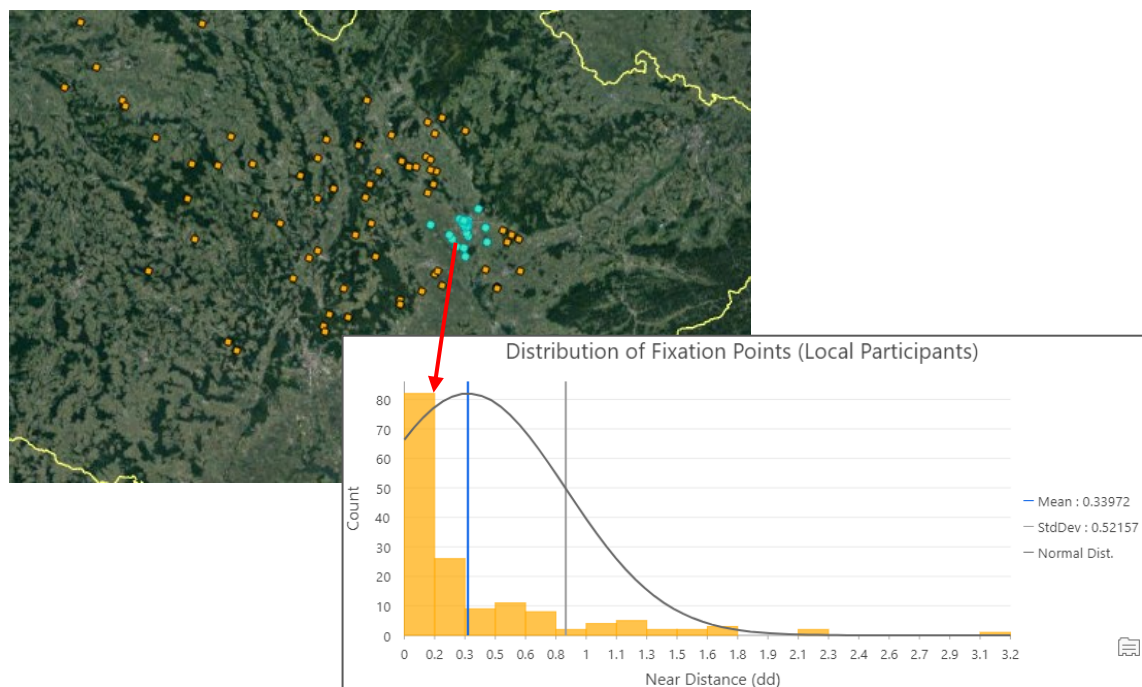 Distribution of Fixation Points (Local Participants)
80
70
60
50
40
30
20
10
0
Count
Mean : 0.33972
StdDev : 0.52157
Normal Dist.
0 0.2 0.3 0.5 0.6 0.8 1 1.1 1.3 1.5 1.6 1.8 1.9 2.1 2.3 2.4 2.6 2.7 2.9 3.1 3.2
Near Distance (dd)